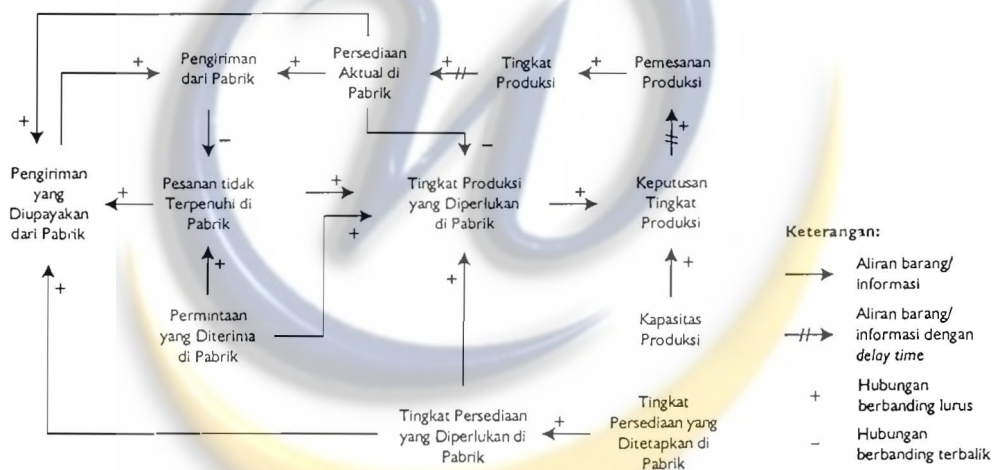 Pengiriman
dari Pabrik
Persediaan
Aktual di
Pabrik
Tingkat
Produksi
Pemesanan
Produksi
Pengiriman
yang
Diupayakan
dari Pabrik
Pesanan tidak
Terpenuhi di
Pabrik
Tingkat Produksi
yang Diperlukan
di Pabrik
Keputusan
Tingkat
Produksi
Permintaan
yang Diterima
di Pabrik
Kapasitas
Produksi
Tingkat Persediaan
yang Diperlukan di
Pabrik
Tingkat
Persediaan yang
Ditetapkan di
Pabrik
Keterangan:
Aliran barang/
informasi
Aliran barang/
informasi dengan
delay time
+ Hubungan
berbanding lurus
– Hubungan
berbanding terbalik